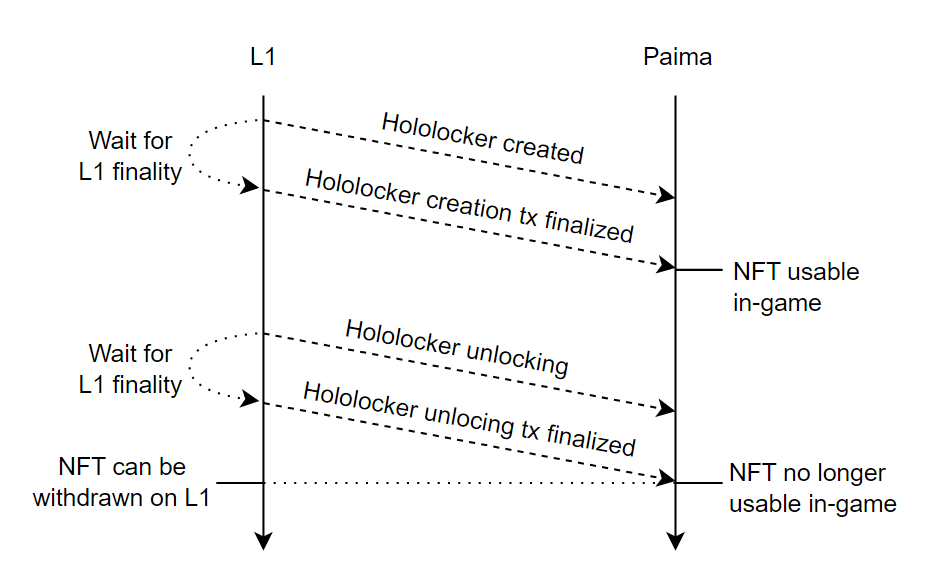 L1
Paima
Hololocker created
Wait for
L1 finality
Hololocker creation tx finalized
NFT usable
in-game
Hololocker unlocking
Wait for
L1 finality
Hololocker unlocing tx finalized
NFT can be
withdrawn on L1
NFT no longer
usable in-game